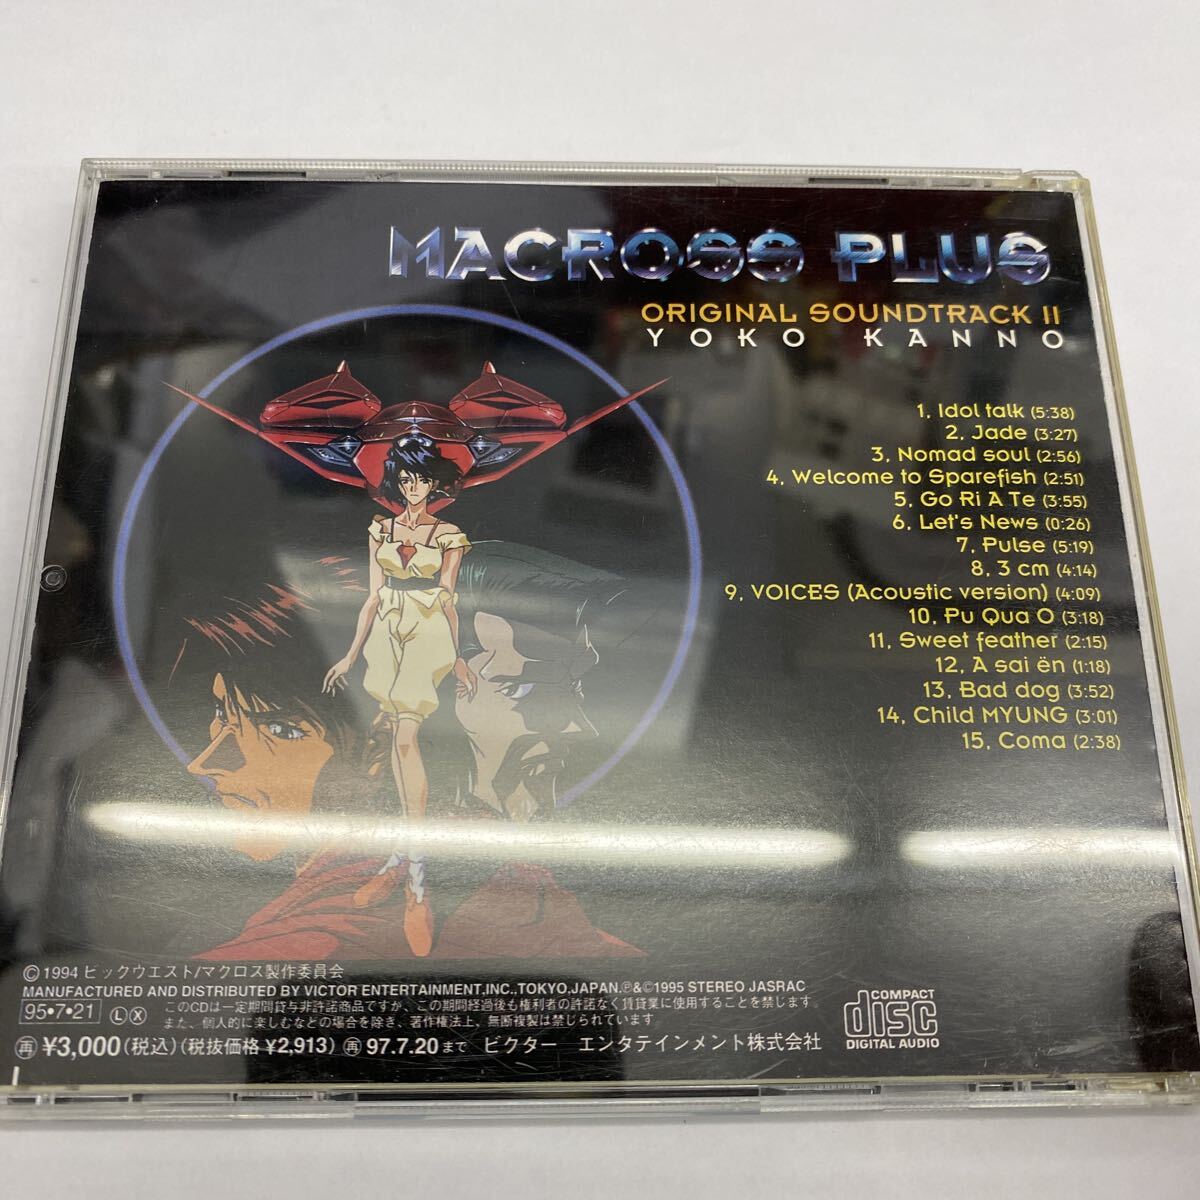 MACROSS PLUS
ORIGINAL SOUNDTRACK II
YOKO KANNO
1, Idol talk (5:38)
2, Jade (3:27)
3, Nomad soul (2:56)
4, Welcome to Sparefish (2:51)
5, Go Ri A Te (3:55)
6, Let's News (0:26)
7, Pulse (5:19)
8, 3 cm (4:14)
9, VOICES (Acoustic version) (4:09)
10, Pu Qua O (3:18)
11, Sweet feather (2:15)
12, A sai ën (1:18)
13, Bad dog (3:52)
14, Child MYUNG (3:01)
15, Coma (2:38)
©1994 ビックウエスト/マクロス製作委員会
MANUFACTURED AND DISTRIBUTED BY VICTOR ENTERTAINMENT,INC.,TOKYO,JAPAN.℗&©1995 STEREO JASRAC
95•7•21 Ⓛ Ⓧ このCDは一定期間貸与非許諾商品ですが、この期間経過後も権利者の許諾なく賃貸業に使用することを禁じます。
また、個人的に楽しむなどの場合を除き、著作権法上、無断複製は禁じられています
再 ¥3,000(税込)(税抜価格¥2,913) 再 97.7.20まで ビクター エンタテインメント株式会社
COMPACT
disc
DIGITAL AUDIO